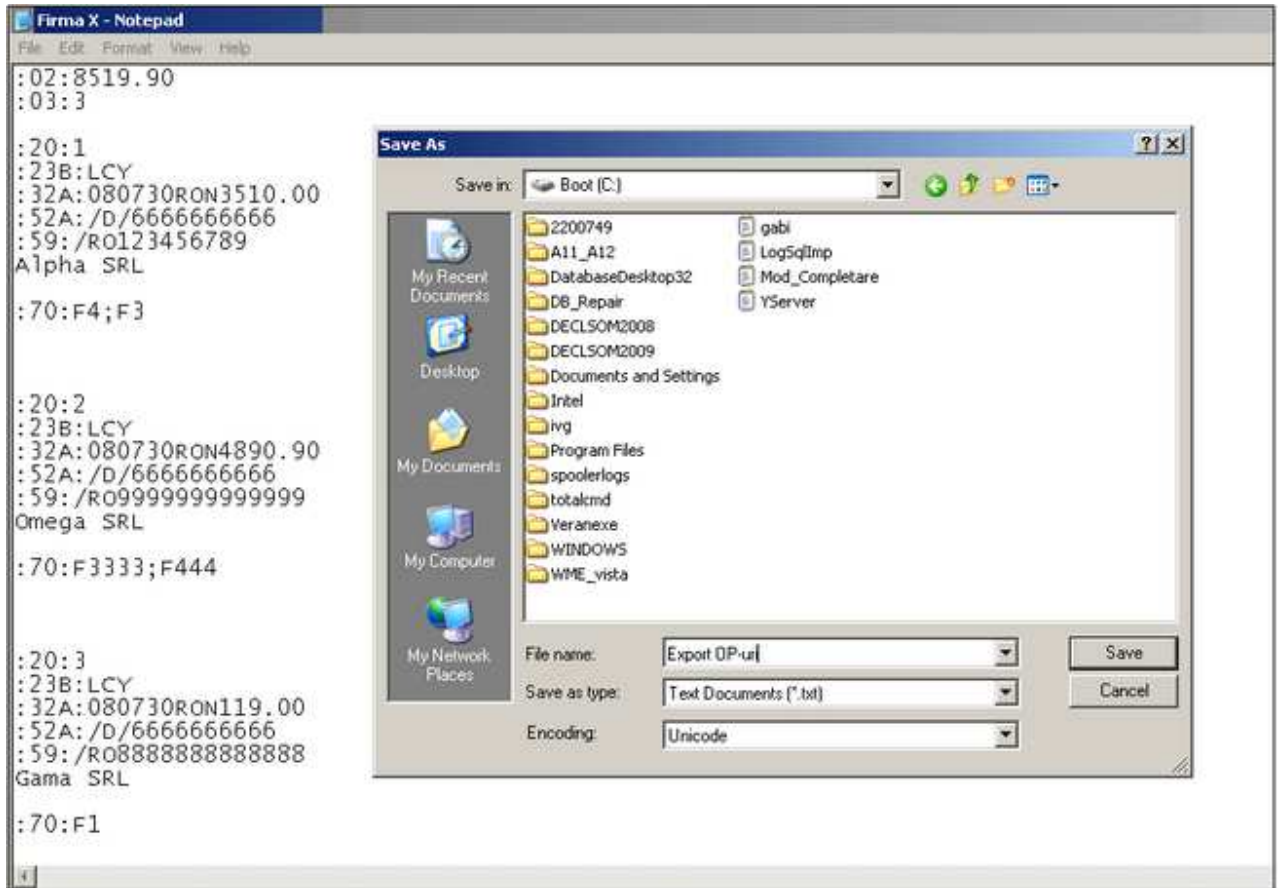 Firma X - Notepad
File Edit Format View Help
:02:8519.90
:03:3
:20:1
:23B:LCY
:32A:080730RON3510.00
:52A:/D/6666666666
:59:/RO123456789
Alpha SRL
:70:F4;F3
:20:2
:23B:LCY
:32A:080730RON4890.90
:52A:/D/6666666666
:59:/RO9999999999999
Omega SRL
:70:F3333;F444
:20:3
:23B:LCY
:32A:080730RON119.00
:52A:/D/6666666666
:59:/RO8888888888888
Gama SRL
:70:F1
Save As
Save in: Boot (C:)
My Recent
Documents
Desktop
My Documents
My Computer
My Network
Places
2200749
A11_A12
DatabaseDesktop32
DB_Repair
DECLSOM2008
DECLSOM2009
Documents and Settings
Intel
ivg
Program Files
spoolerlogs
totalcmd
Veranexe
WINDOWS
WME_vista
gabi
LogSqlImp
Mod_Completare
YServer
File name: Export OP-uri Save
Save as type: Text Documents (*.txt) Cancel
Encoding: Unicode